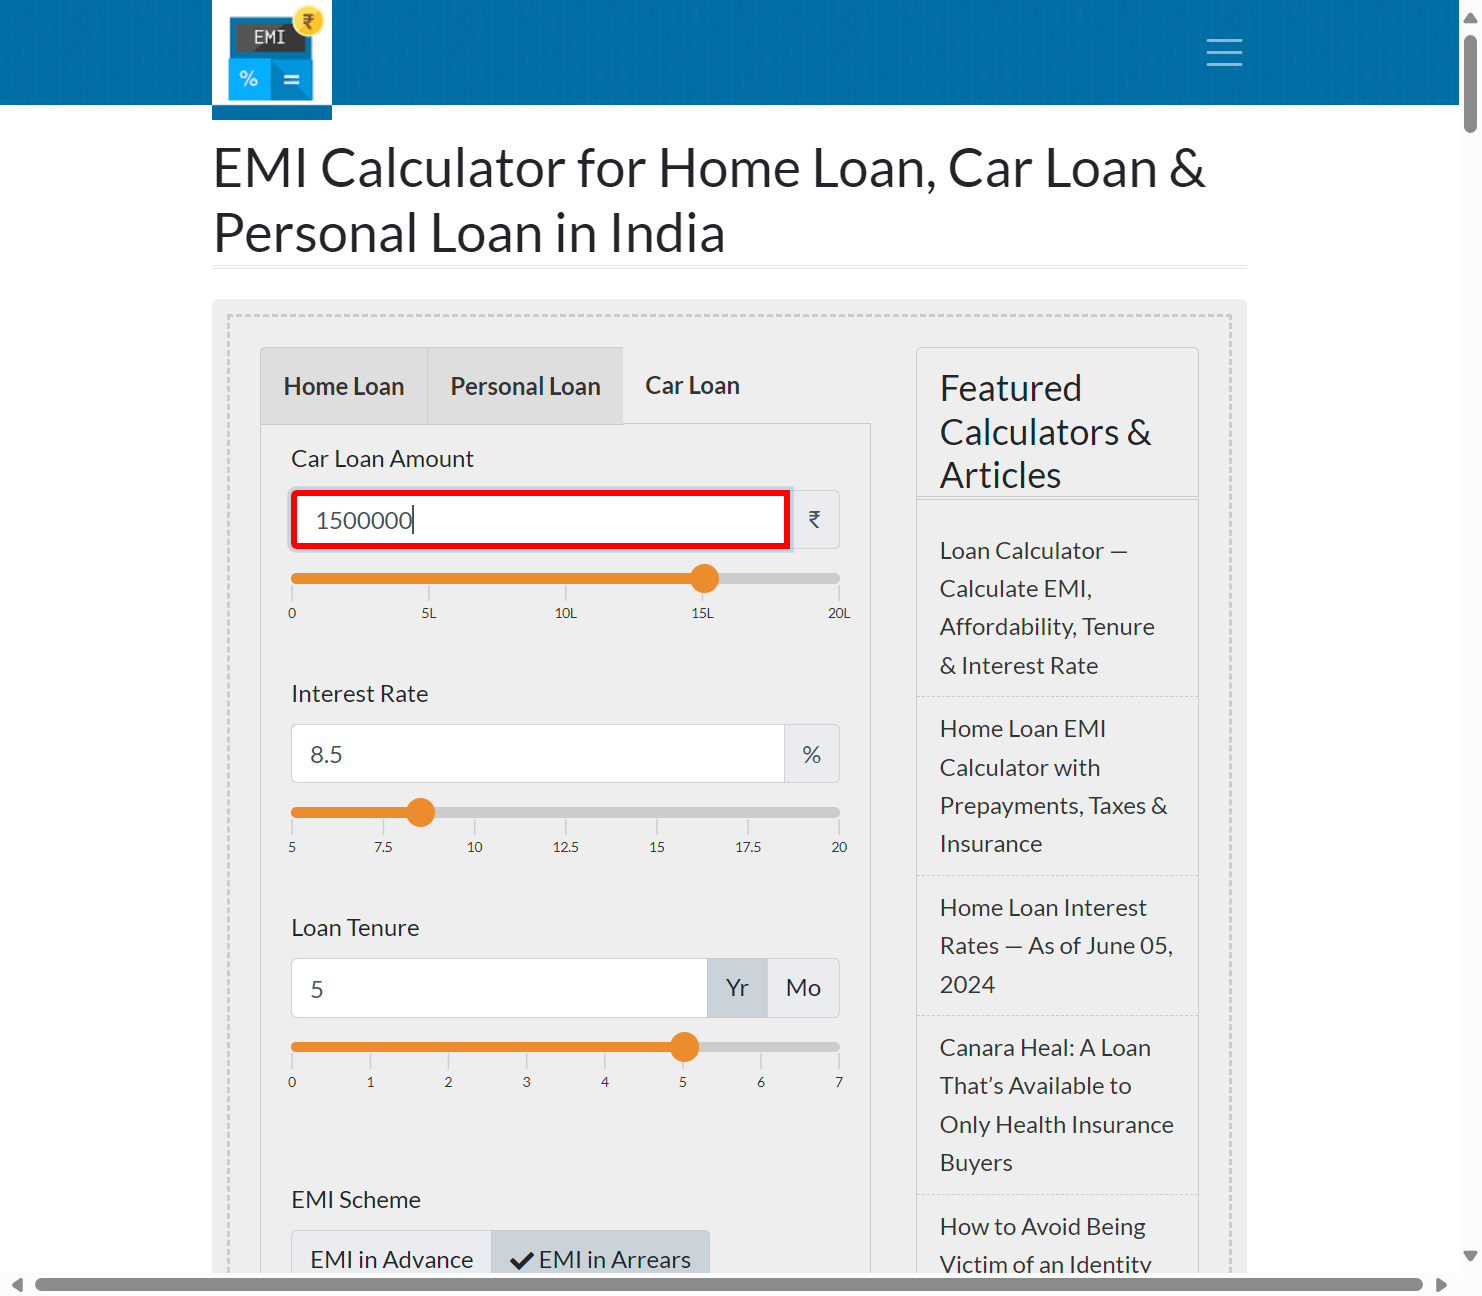 EMI
₹
%
=
EMI Calculator for Home Loan, Car Loan &
Personal Loan in India
Home Loan
Personal Loan
Car Loan
Car Loan Amount
1500000
₹
0
5L
10L
15L
20L
Interest Rate
8.5
%
5
7.5
10
12.5
15
17.5
20
Loan Tenure
5
Yr
Mo
0
1
2
3
4
5
6
7
EMI Scheme
EMI in Advance
EMI in Arrears
Featured
Calculators &
Articles
Loan Calculator —
Calculate EMI,
Affordability, Tenure
& Interest Rate
Home Loan EMI
Calculator with
Prepayments, Taxes &
Insurance
Home Loan Interest
Rates — As of June 05,
2024
Canara Heal: A Loan
That’s Available to
Only Health Insurance
Buyers
How to Avoid Being
Victim of an Identity